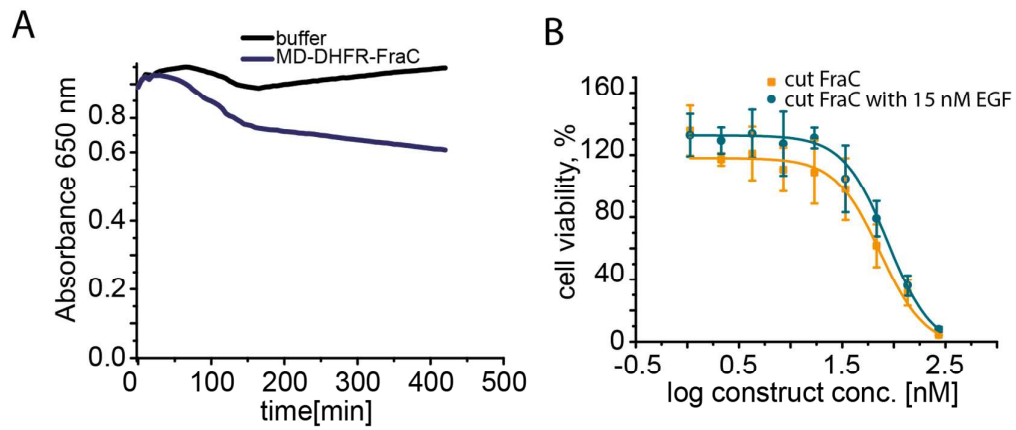 A
buffer
MD-DHFR-FraC
0.8
0.6
0.4
0.2
0.0
Absorbance 650 nm
0 100 200 300 400 500
time[min]
B
cut FraC
cut FraC with 15 nM EGF
160
120
80
40
0
cell viability, %
-0.5 0.5 1.5 2.5
log construct conc. [nM]